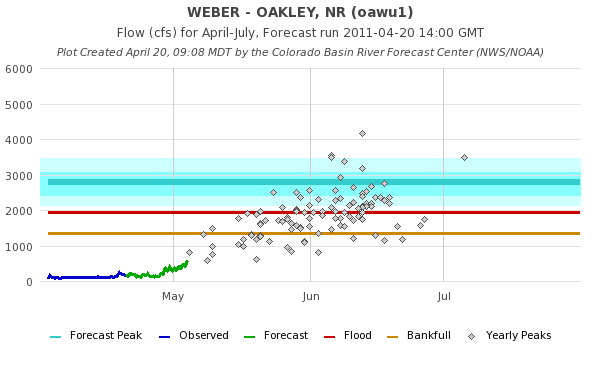 WEBER - OAKLEY, NR (oawu1)
Flow (cfs) for April-July, Forecast run 2011-04-20 14:00 GMT
Plot Created April 20, 09:08 MDT by the Colorado Basin River Forecast Center (NWS/NOAA)
6000
5000
4000
3000
2000
1000
0
May Jun Jul
Forecast Peak Observed Forecast Flood Bankfull Yearly Peaks